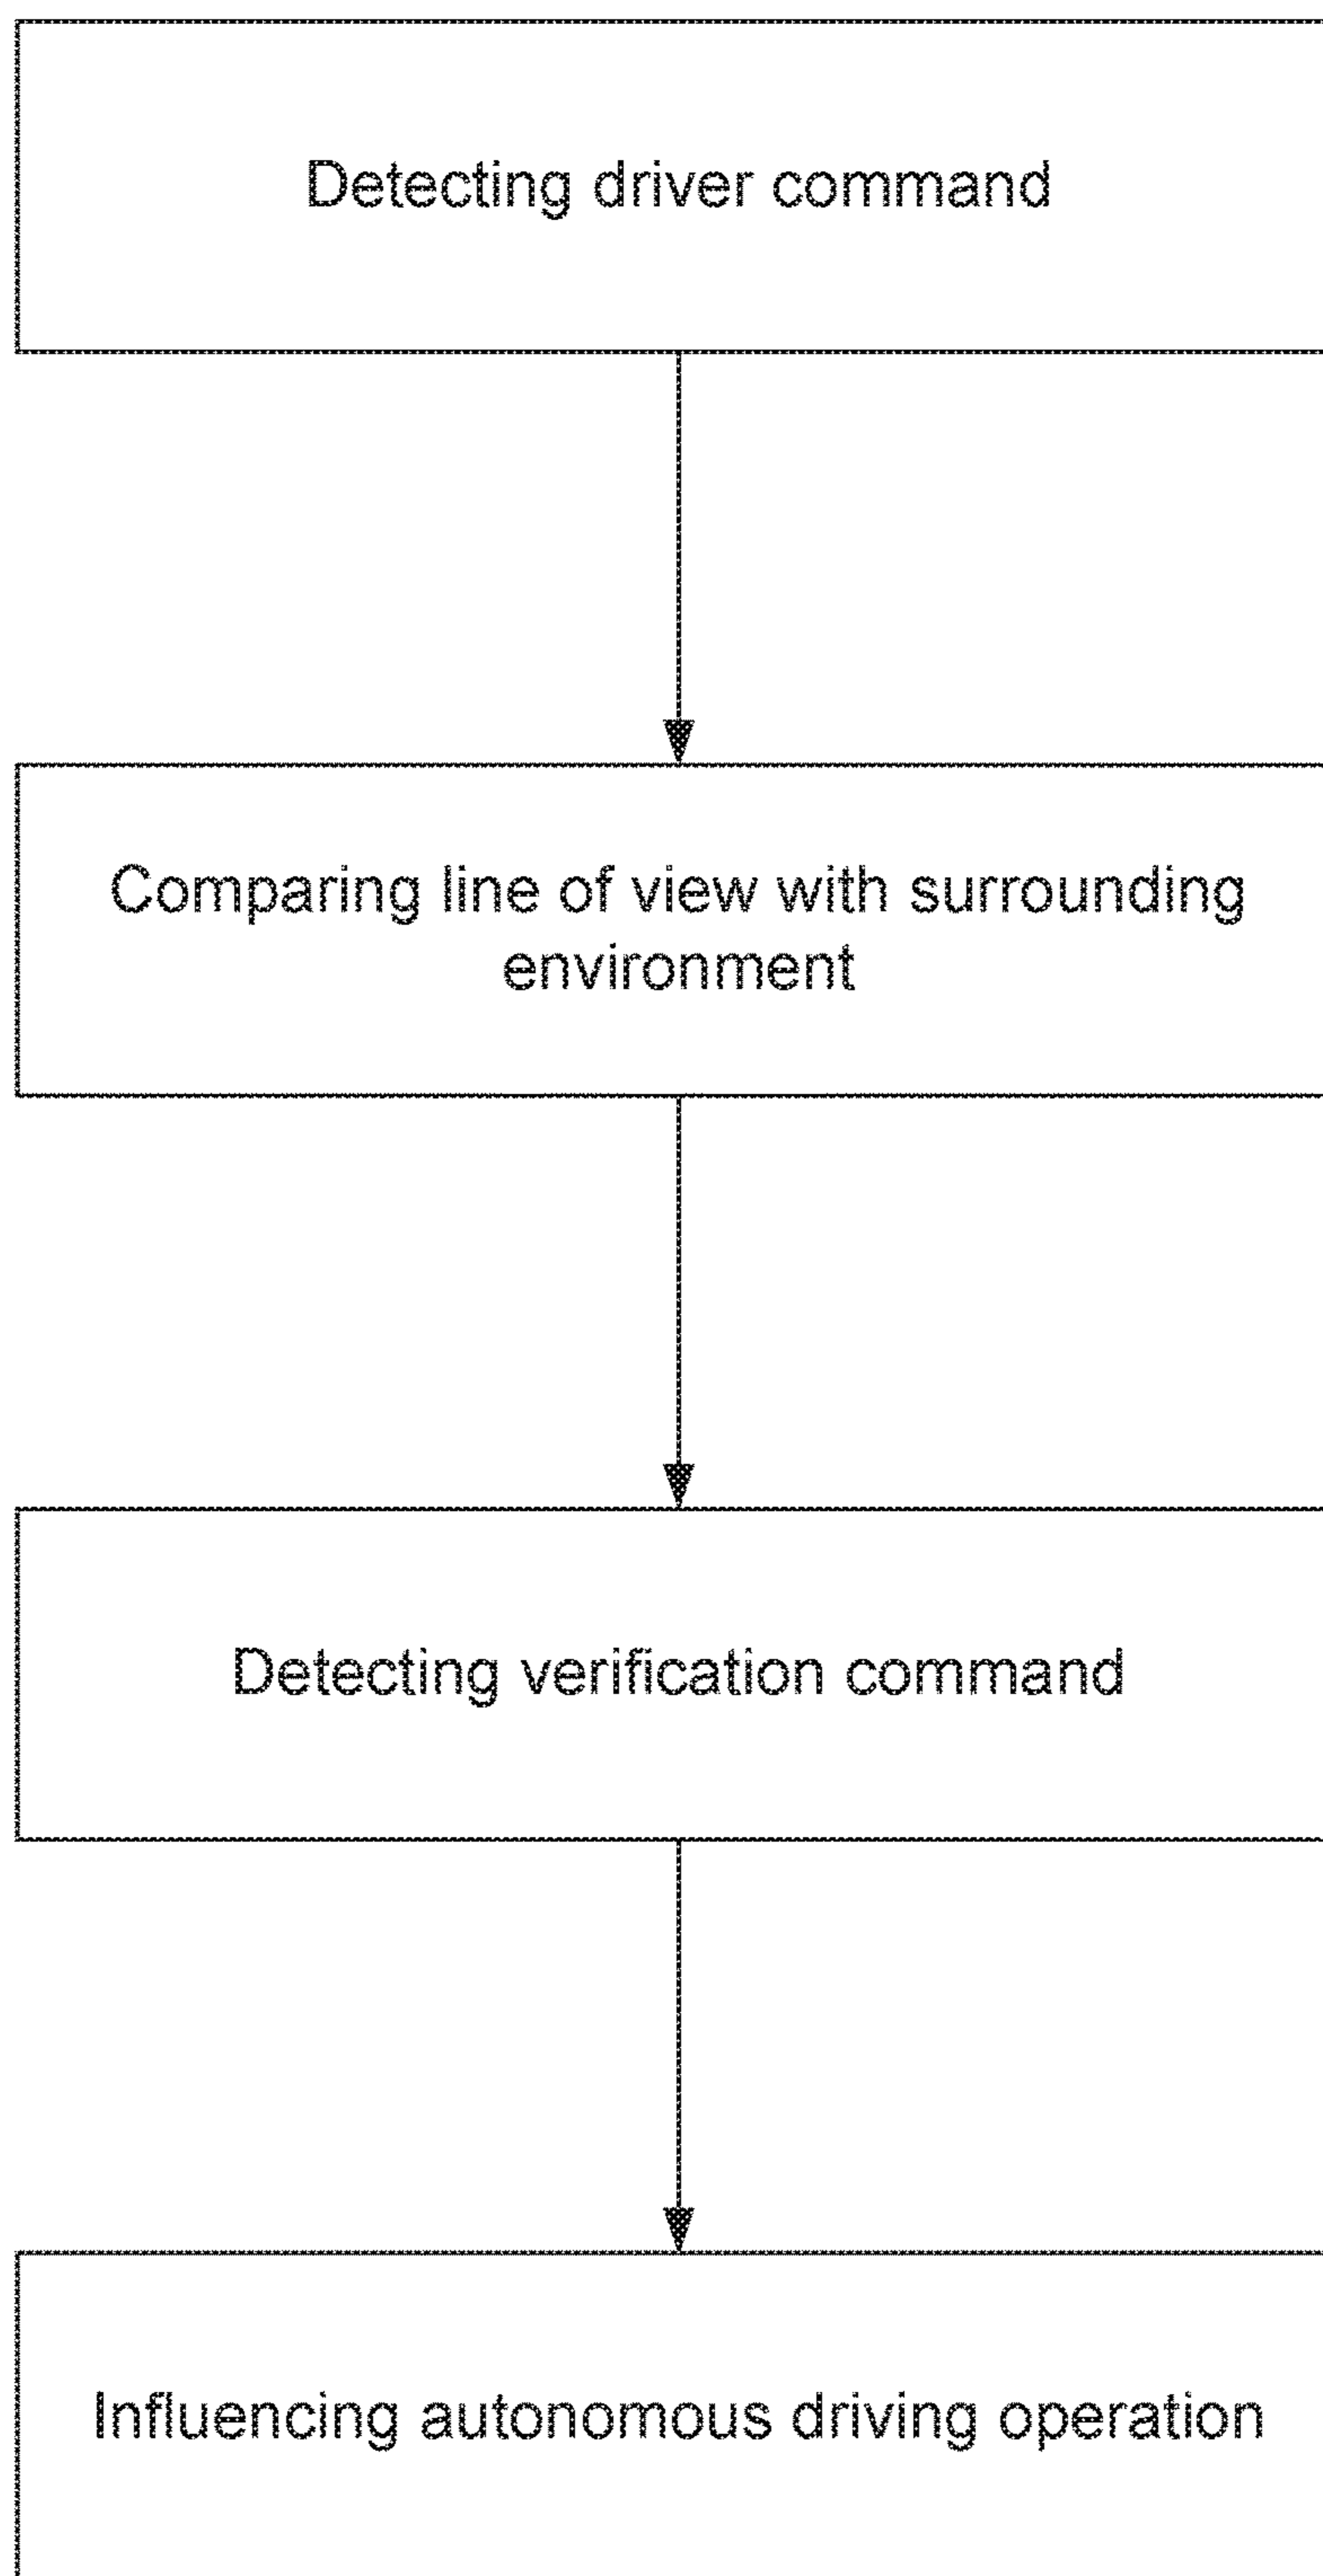 Detecting driver command
Comparing line of view with surrounding
environment
Detecting verification command
Influencing autonomous driving operation